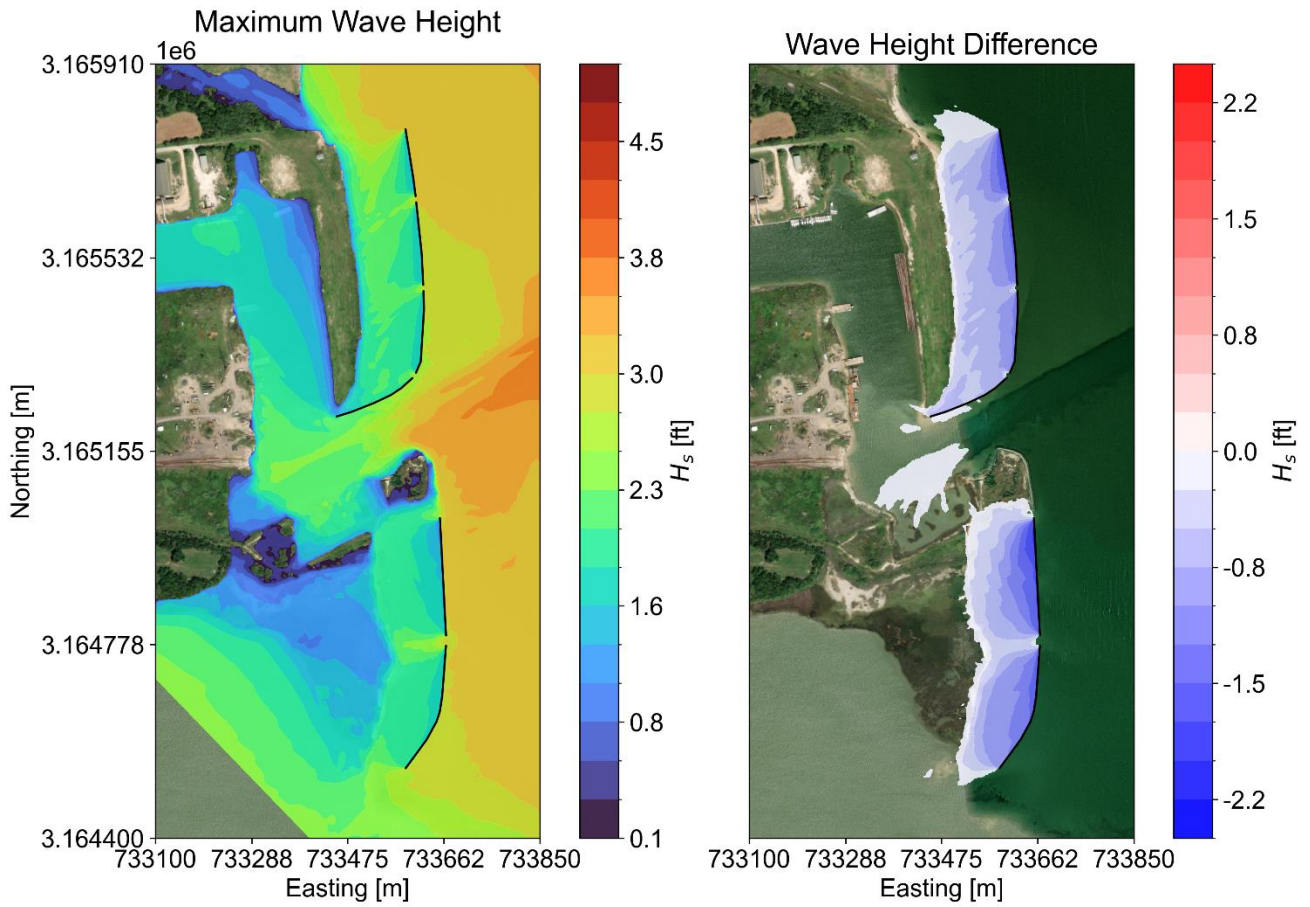 Maximum Wave Height
1e6
3.165910
3.165532
3.165155
3.164778
3.164400
Northing [m]
733100 733288 733475 733662 733850
Easting [m]
4.5
3.8
3.0
2.3
1.6
0.8
0.1
Hs [ft]
Wave Height Difference
733100 733288 733475 733662 733850
Easting [m]
2.2
1.5
0.8
0.0
-0.8
-1.5
-2.2
Hs [ft]